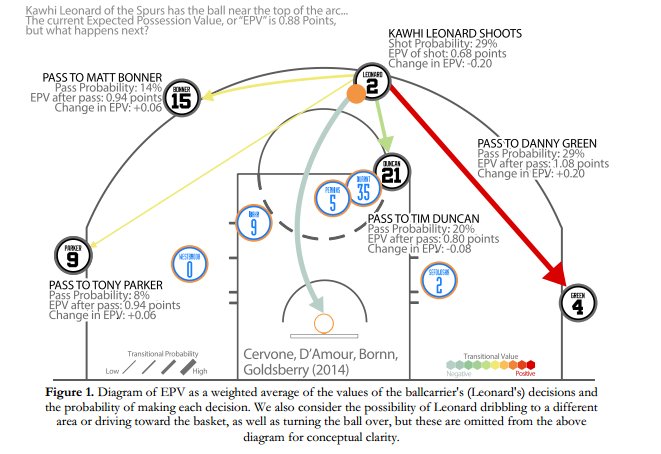 Kawhi Leonard of the Spurs has the ball near the top of the arc...
The current Expected Possession Value, or "EPV" is 0.88 Points,
but what happens next?
KAWHI LEONARD SHOOTS
Shot Probability: 29%
EPV of shot: 0.68 points
Change in EPV: -0.20
PASS TO MATT BONNER
Pass Probability: 14%
EPV after pass: 0.94 points
Change in EPV: +0.06
BONNER
15
LEONARD
2
PASS TO DANNY GREEN
Pass Probability: 29%
EPV after pass: 1.08 points
Change in EPV: +0.20
DUNCAN
21
DURANT
35
PERKINS
5
9
PASS TO TIM DUNCAN
Pass Probability: 20%
EPV after pass: 0.80 points
Change in EPV: -0.08
PARKER
9
WESTBROOK
0
SEFOLOSHA
2
GREEN
4
PASS TO TONY PARKER
Pass Probability: 8%
EPV after pass: 0.94 points
Change in EPV: +0.06
Transitional Probability
Low
High
Cervone, D'Amour, Bornn,
Goldsberry (2014)
Transitional Value
Negative
Positive
Figure 1. Diagram of EPV as a weighted average of the values of the ballcarrier's (Leonard's) decisions and
the probability of making each decision. We also consider the possibility of Leonard dribbling to a different
area or driving toward the basket, as well as turning the ball over, but these are omitted from the above
diagram for conceptual clarity.